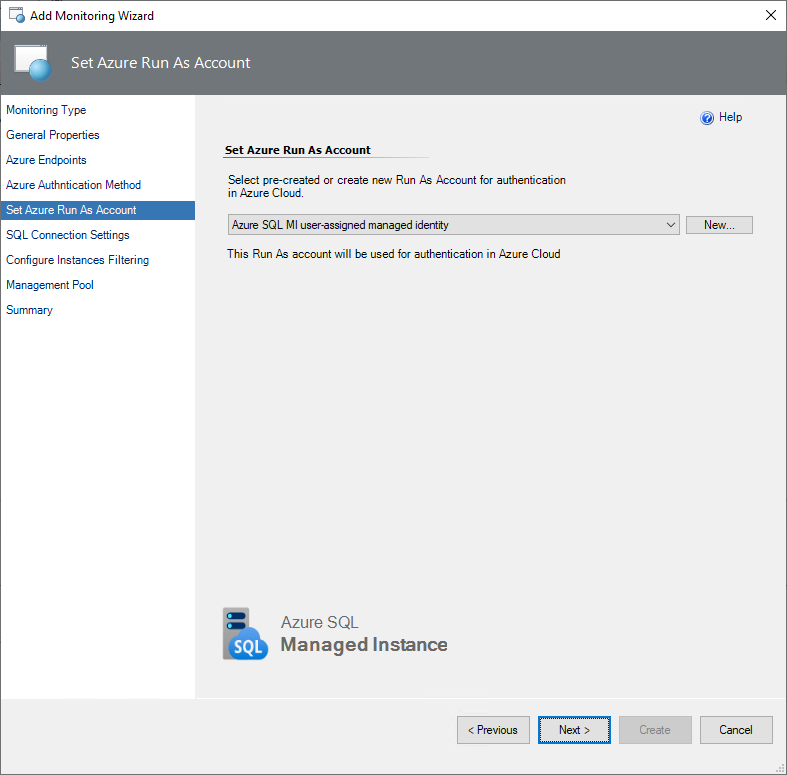 Add Monitoring Wizard
Set Azure Run As Account
Monitoring Type
General Properties
Azure Endpoints
Azure Authntication Method
Set Azure Run As Account
SQL Connection Settings
Configure Instances Filtering
Management Pool
Summary
Help
Set Azure Run As Account
Select pre-created or create new Run As Account for authentication
in Azure Cloud.
Azure SQL MI user-assigned managed identity
New...
This Run As account will be used for authentication in Azure Cloud
SQL
Azure SQL
Managed Instance
< Previous
Next >
Create
Cancel